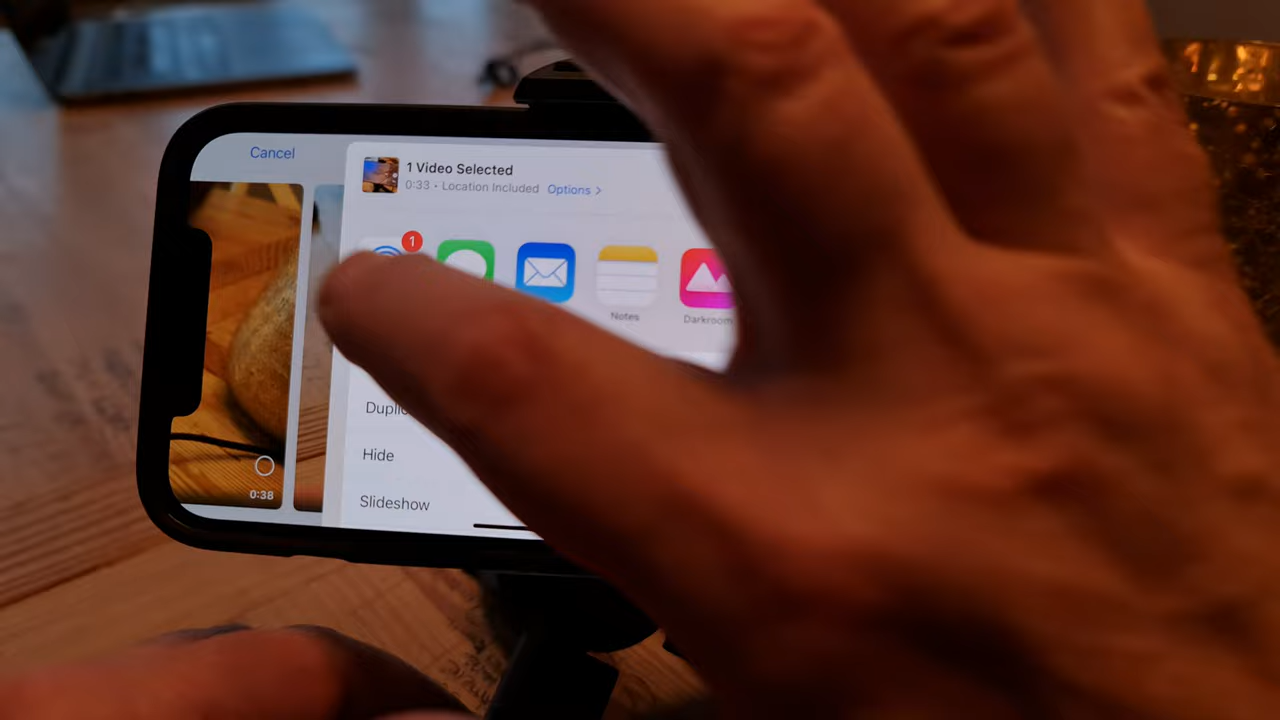 Cancel
1 Video Selected
0:33 • Location Included Options >
1
Notes
Darkroom
Hide
Slideshow
0:38